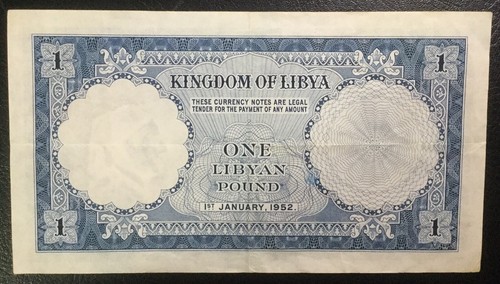 1 1
KINGDOM OF LIBYA
THESE CURRENCY NOTES ARE LEGAL
TENDER FOR THE PAYMENT OF ANY AMOUNT
ONE
LIBYAN
POUND
1ST JANUARY, 1952.
1 1